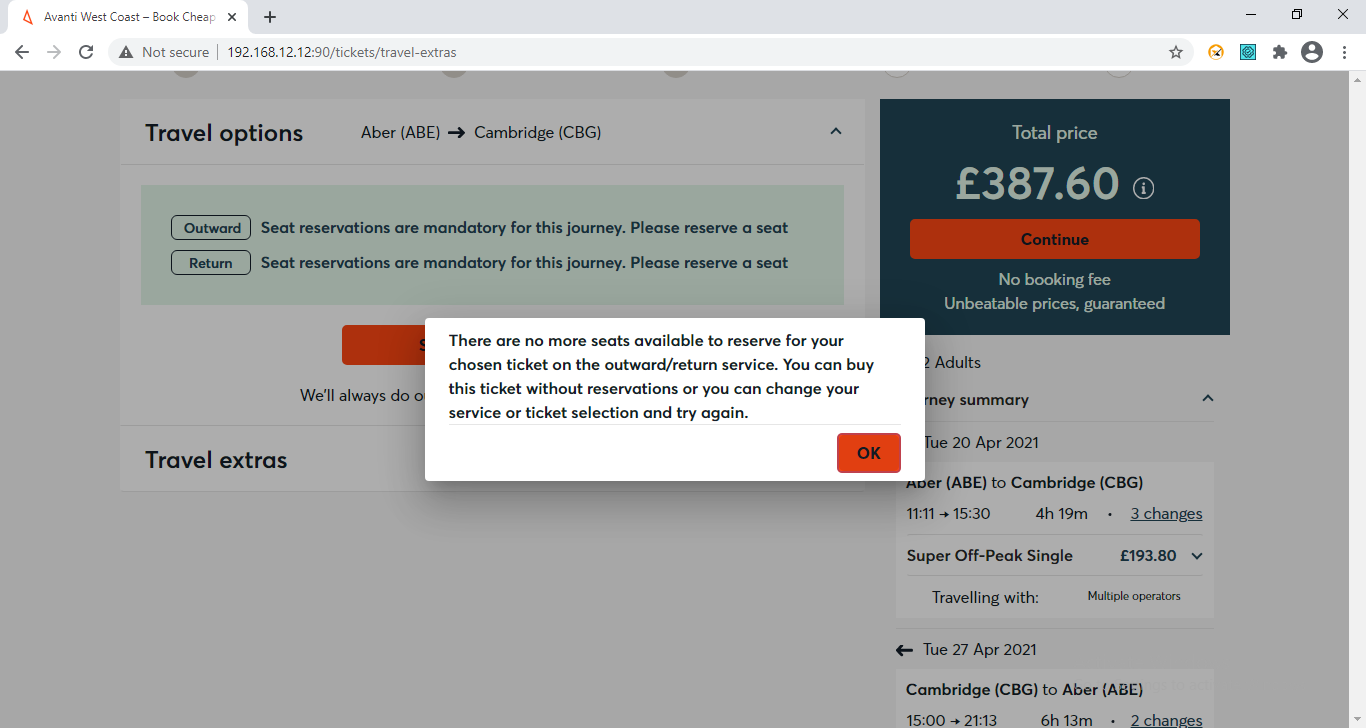 Avanti West Coast – Book Cheap
Not secure
192.168.12.12:90/tickets/travel-extras
Travel options
Aber (ABE) → Cambridge (CBG)
Outward Seat reservations are mandatory for this journey. Please reserve a seat
Return Seat reservations are mandatory for this journey. Please reserve a seat
We'll always do
Travel extras
There are no more seats available to reserve for your
chosen ticket on the outward/return service. You can buy
this ticket without reservations or you can change your
service or ticket selection and try again.
OK
Total price
£387.60
Continue
No booking fee
Unbeatable prices, guaranteed
2 Adults
rney summary
Tue 20 Apr 2021
Aber (ABE) to Cambridge (CBG)
11:11 → 15:30 4h 19m • 3 changes
Super Off-Peak Single £193.80
Travelling with: Multiple operators
← Tue 27 Apr 2021
Cambridge (CBG) to Aber (ABE)
15:00 → 21:13 6h 13m • 2 changes